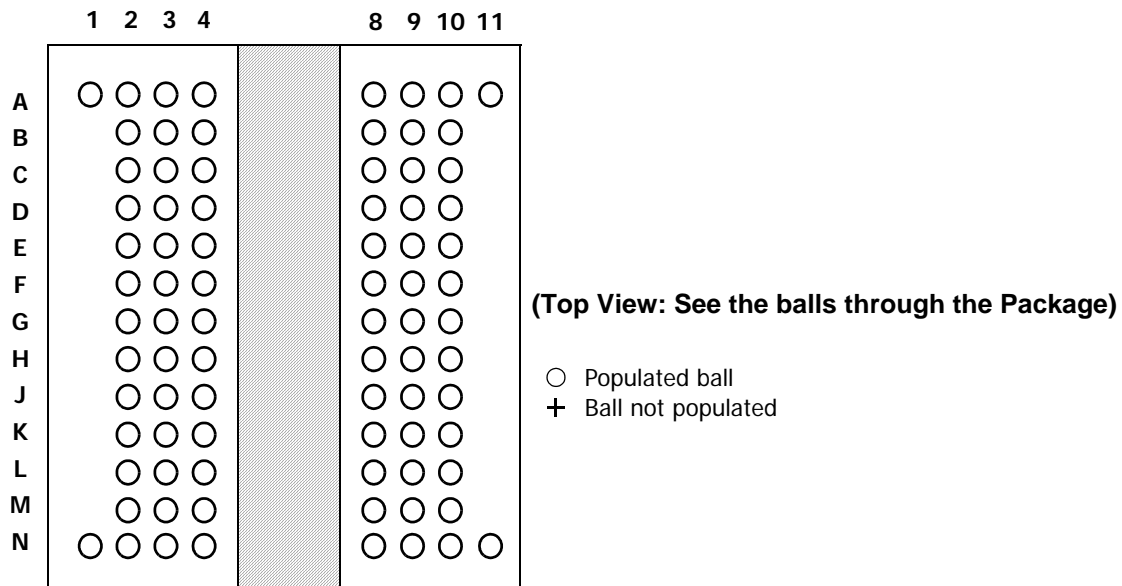 1 2 3 4 8 9 10 11
A
B
C
D
E
F
G
H
J
K
L
M
N
(Top View: See the balls through the Package)
Populated ball
Ball not populated